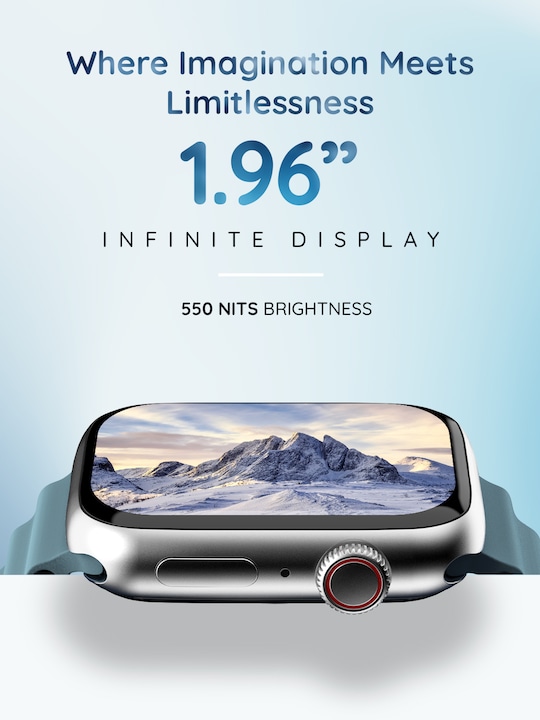 Where Imagination Meets
Limitlessness
1.96”
INFINITE DISPLAY
550 NITS BRIGHTNESS